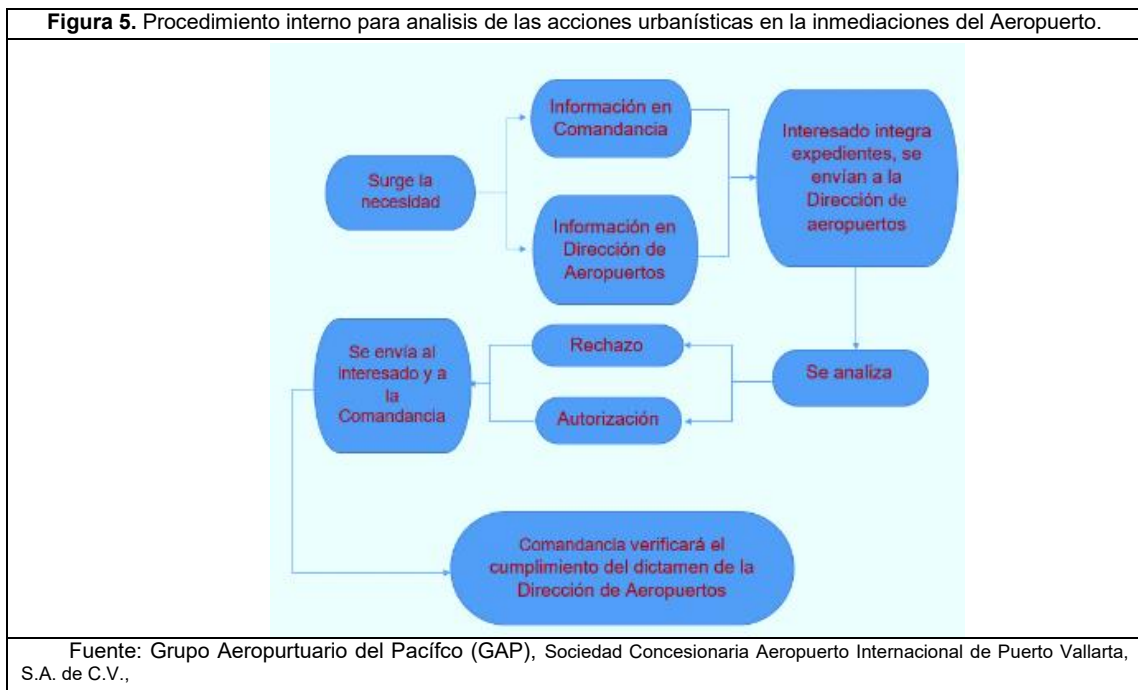 Figura 5. Procedimiento interno para analisis de las acciones urbanísticas en la inmediaciones del Aeropuerto.
Surge la
necesidad
Información en
Comandancia
Información en
Dirección de
Aeropuertos
Interesado integra
expedientes, se
envían a la
Dirección de
aeropuertos
Se analiza
Rechazo
Autorización
Se envía al
interesado y a
la
Comandancia
Comandancia verificará el
cumplimiento del dictamen de la
Dirección de Aeropuertos
Fuente: Grupo Aeropurtuario del Pacífco (GAP), Sociedad Concesionaria Aeropuerto Internacional de Puerto Vallarta,
S.A. de C.V.,